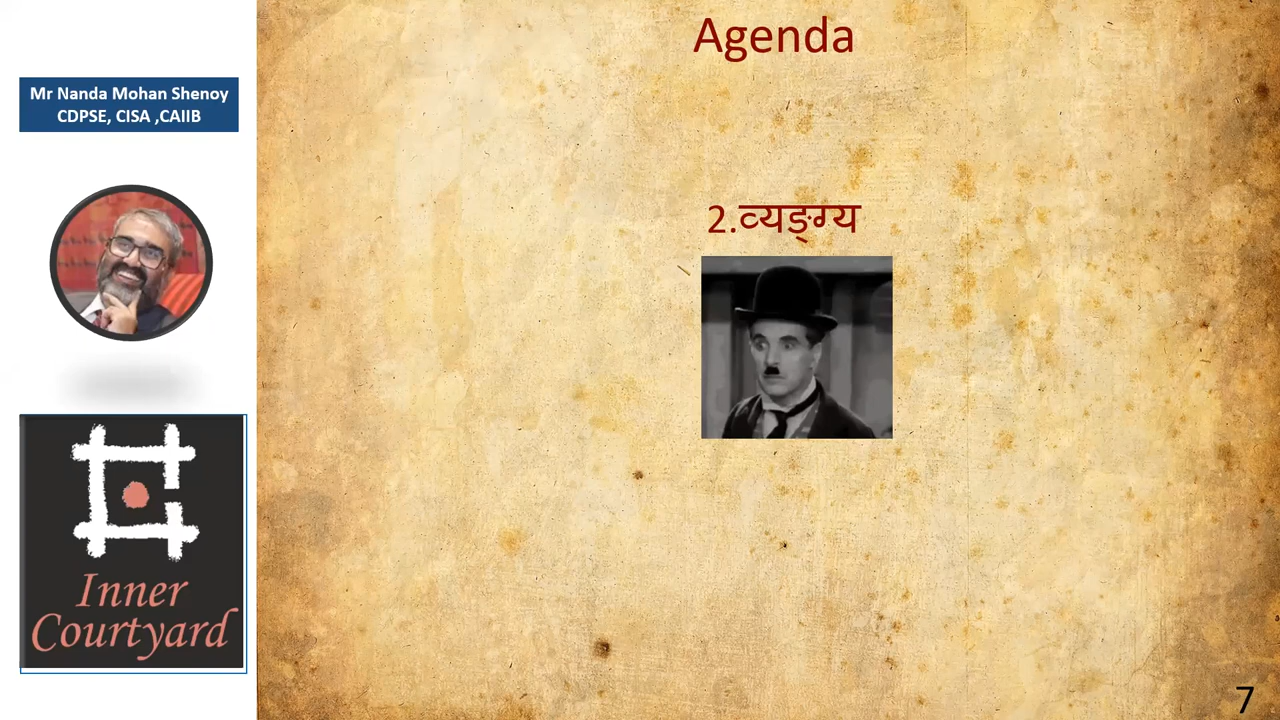 Agenda
Mr Nanda Mohan Shenoy
CDPSE, CISA ,CAIIB
2.व्यङ्ग्य
Inner
Courtyard
7